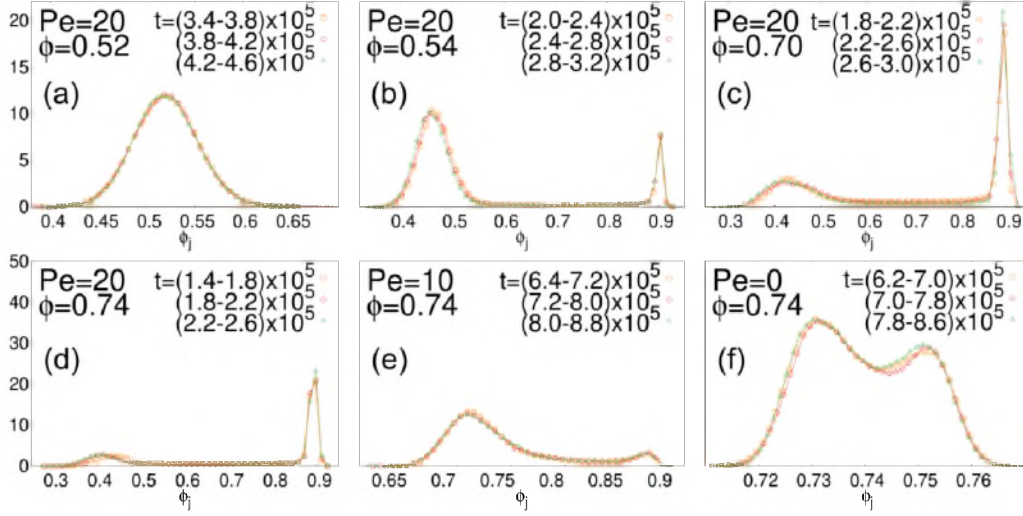 Pe=20 t=(3.4-3.8)x10^5
ϕ=0.52 (3.8-4.2)x10^5
(4.2-4.6)x10^5
(a)
20
15
10
5
0
0.4 0.45 0.5 0.55 0.6 0.65
ϕj
Pe=20 t=(2.0-2.4)x10^5
ϕ=0.54 (2.4-2.8)x10^5
(2.8-3.2)x10^5
(b)
0.4 0.5 0.6 0.7 0.8 0.9
ϕj
Pe=20 t=(1.8-2.2)x10^5
ϕ=0.70 (2.2-2.6)x10^5
(2.6-3.0)x10^5
(c)
0.3 0.4 0.5 0.6 0.7 0.8 0.9
ϕj
Pe=20 t=(1.4-1.8)x10^5
ϕ=0.74 (1.8-2.2)x10^5
(2.2-2.6)x10^5
(d)
50
40
30
20
10
0
0.3 0.4 0.5 0.6 0.7 0.8 0.9
ϕj
Pe=10 t=(6.4-7.2)x10^5
ϕ=0.74 (7.2-8.0)x10^5
(8.0-8.8)x10^5
(e)
0.65 0.7 0.75 0.8 0.85 0.9
ϕj
Pe=0 t=(6.2-7.0)x10^5
ϕ=0.74 (7.0-7.8)x10^5
(7.8-8.6)x10^5
(f)
0.72 0.73 0.74 0.75 0.76
ϕj